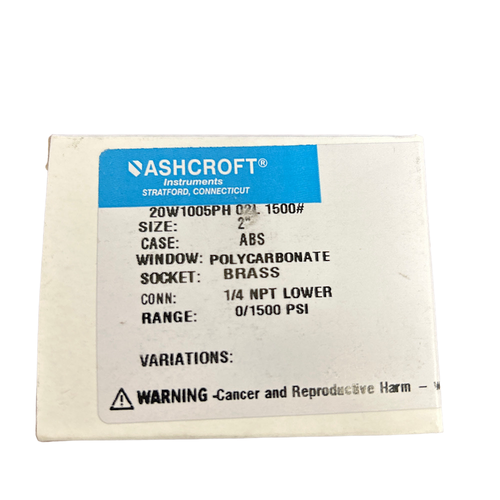 ASHCROFT®
Instruments
STRATFORD, CONNECTICUT
20W1005PH 02L 1500#
SIZE: 2"
CASE: ABS
WINDOW: POLYCARBONATE
SOCKET: BRASS
CONN: 1/4 NPT LOWER
RANGE: 0/1500 PSI
VARIATIONS:
WARNING -Cancer and Reproductive Harm -